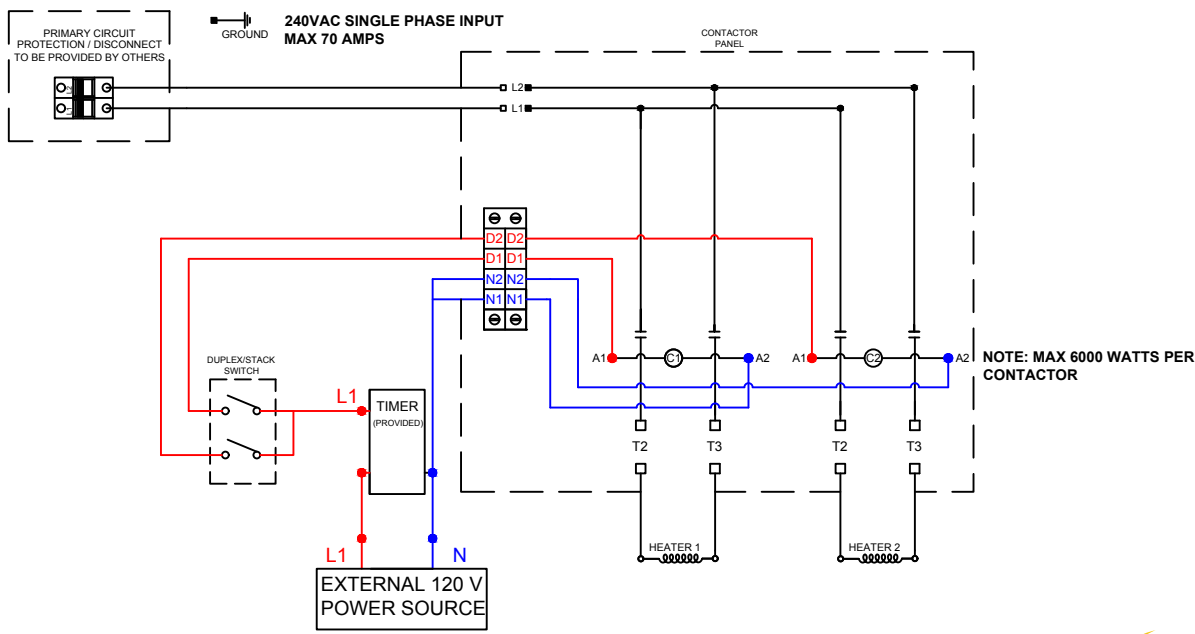 PRIMARY CIRCUIT
PROTECTION / DISCONNECT
TO BE PROVIDED BY OTHERS
L2
L1
GROUND
240VAC SINGLE PHASE INPUT
MAX 70 AMPS
CONTACTOR
PANEL
L2
L1
D2 D2
D1 D1
N2 N2
N1 N1
A1 C1 A2
A1 C2 A2
NOTE: MAX 6000 WATTS PER
CONTACTOR
DUPLEX/STACK
SWITCH
L1
TIMER
(PROVIDED)
T2 T3 T2 T3
HEATER 1
HEATER 2
L1 N
EXTERNAL 120 V
POWER SOURCE